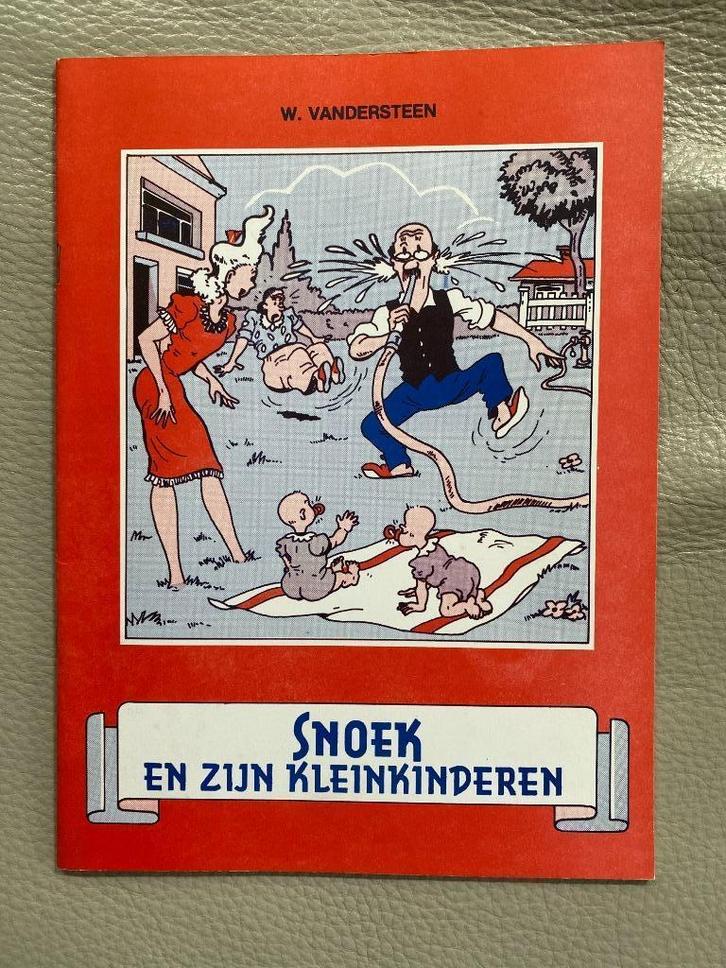 W. VANDERSTEEN
SNOEK
EN ZIJN KLEINKINDEREN